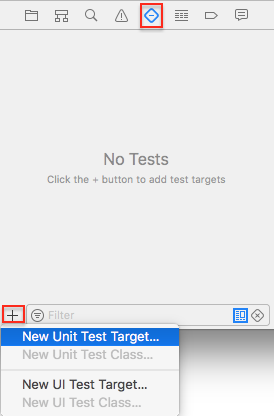 No Tests
Click the + button to add test targets
Filter
New Unit Test Target...
New Unit Test Class...
New UI Test Target...
New UI Test Class...